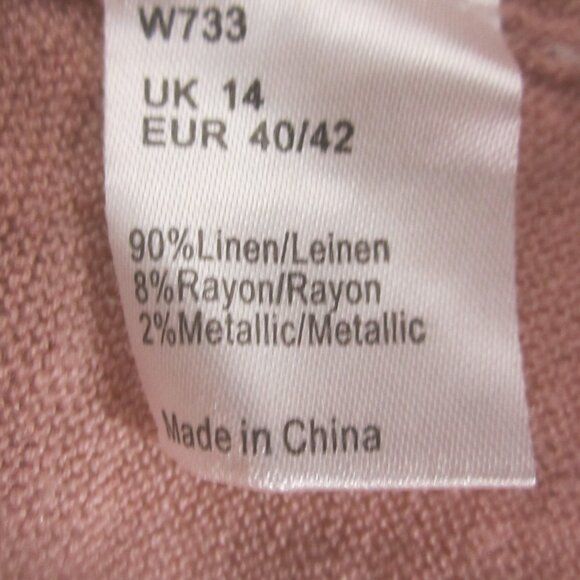 W733
UK 14
EUR 40/42
90%Linen/Leinen
8%Rayon/Rayon
2%Metallic/Metallic
Made in China